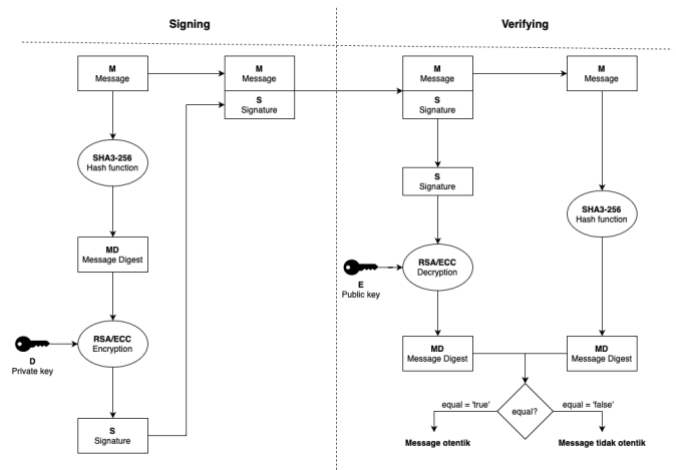 Signing
Verifying
M
Message
M
Message
S
Signature
SHA3-256
Hash function
MD
Message Digest
D
Private key
RSA/ECC
Encryption
S
Signature
M
Message
S
Signature
M
Message
S
Signature
SHA3-256
Hash function
E
Public key
RSA/ECC
Decryption
MD
Message Digest
MD
Message Digest
equal = 'true'
equal?
equal = 'false'
Message otentik
Message tidak otentik